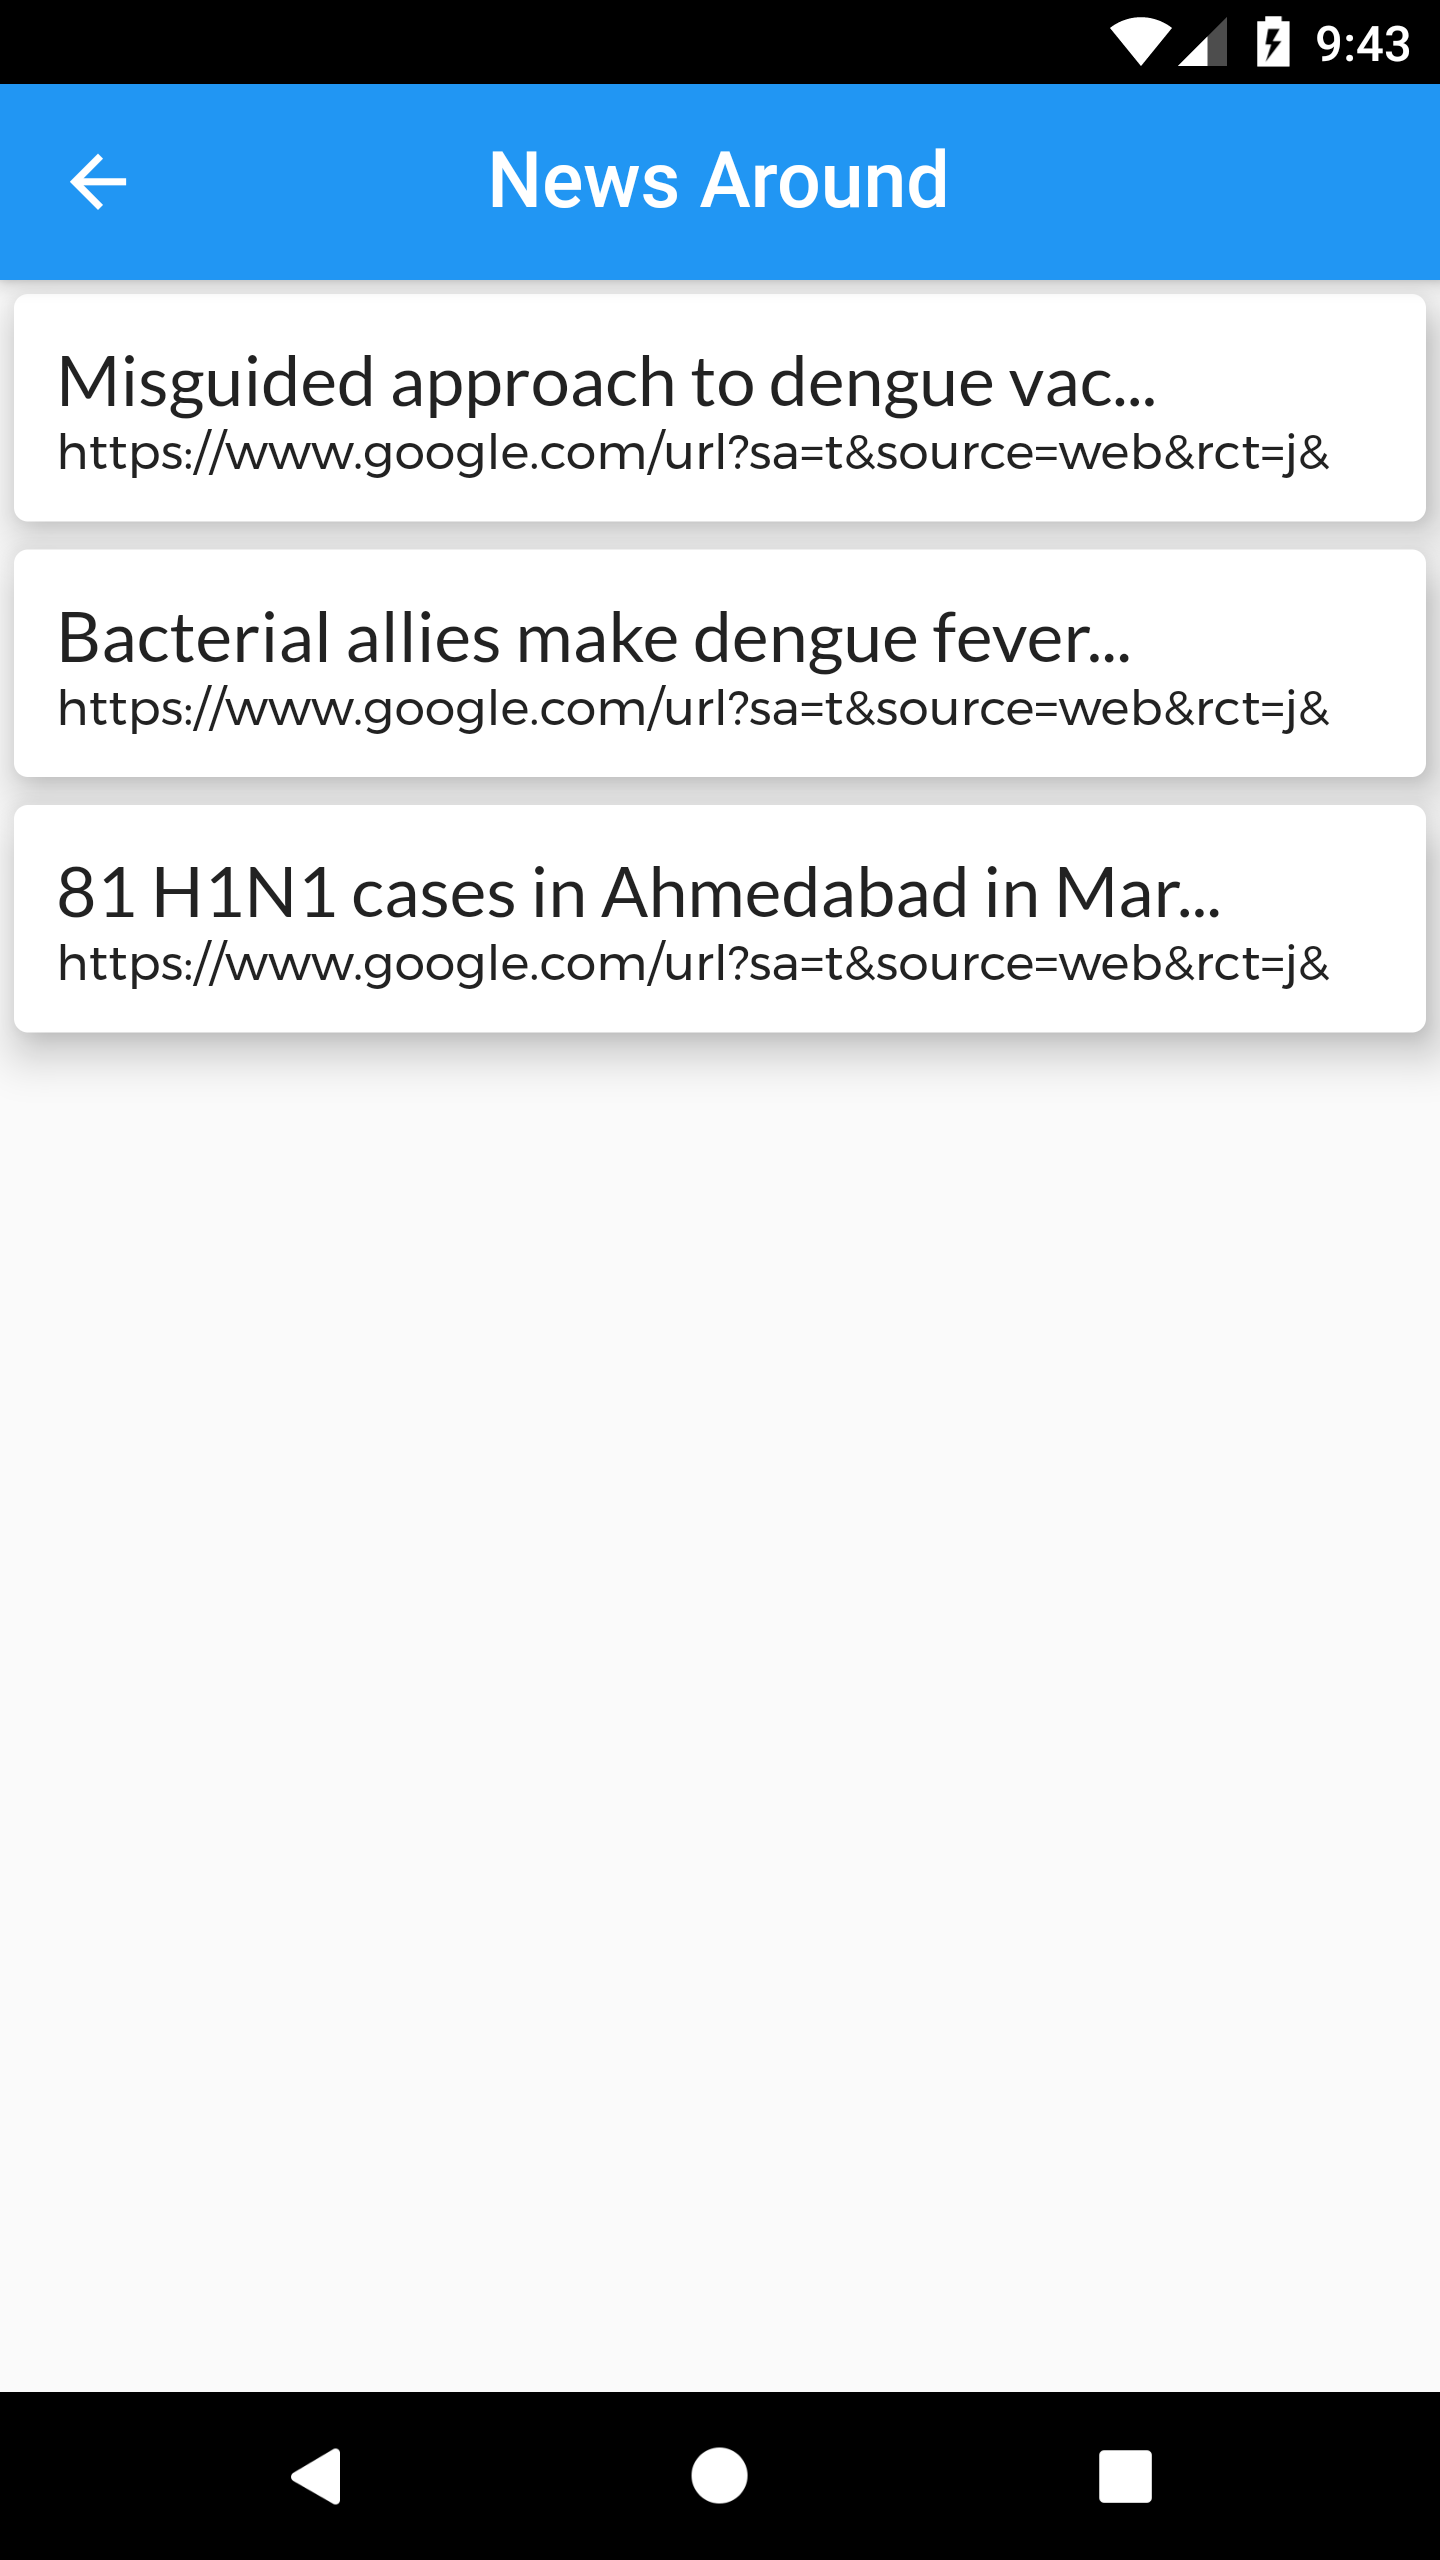 9:43
News Around
Misguided approach to dengue vac...
https://www.google.com/url?sa=t&source=web&rct=j&
Bacterial allies make dengue fever...
https://www.google.com/url?sa=t&source=web&rct=j&
81 H1N1 cases in Ahmedabad in Mar...
https://www.google.com/url?sa=t&source=web&rct=j&